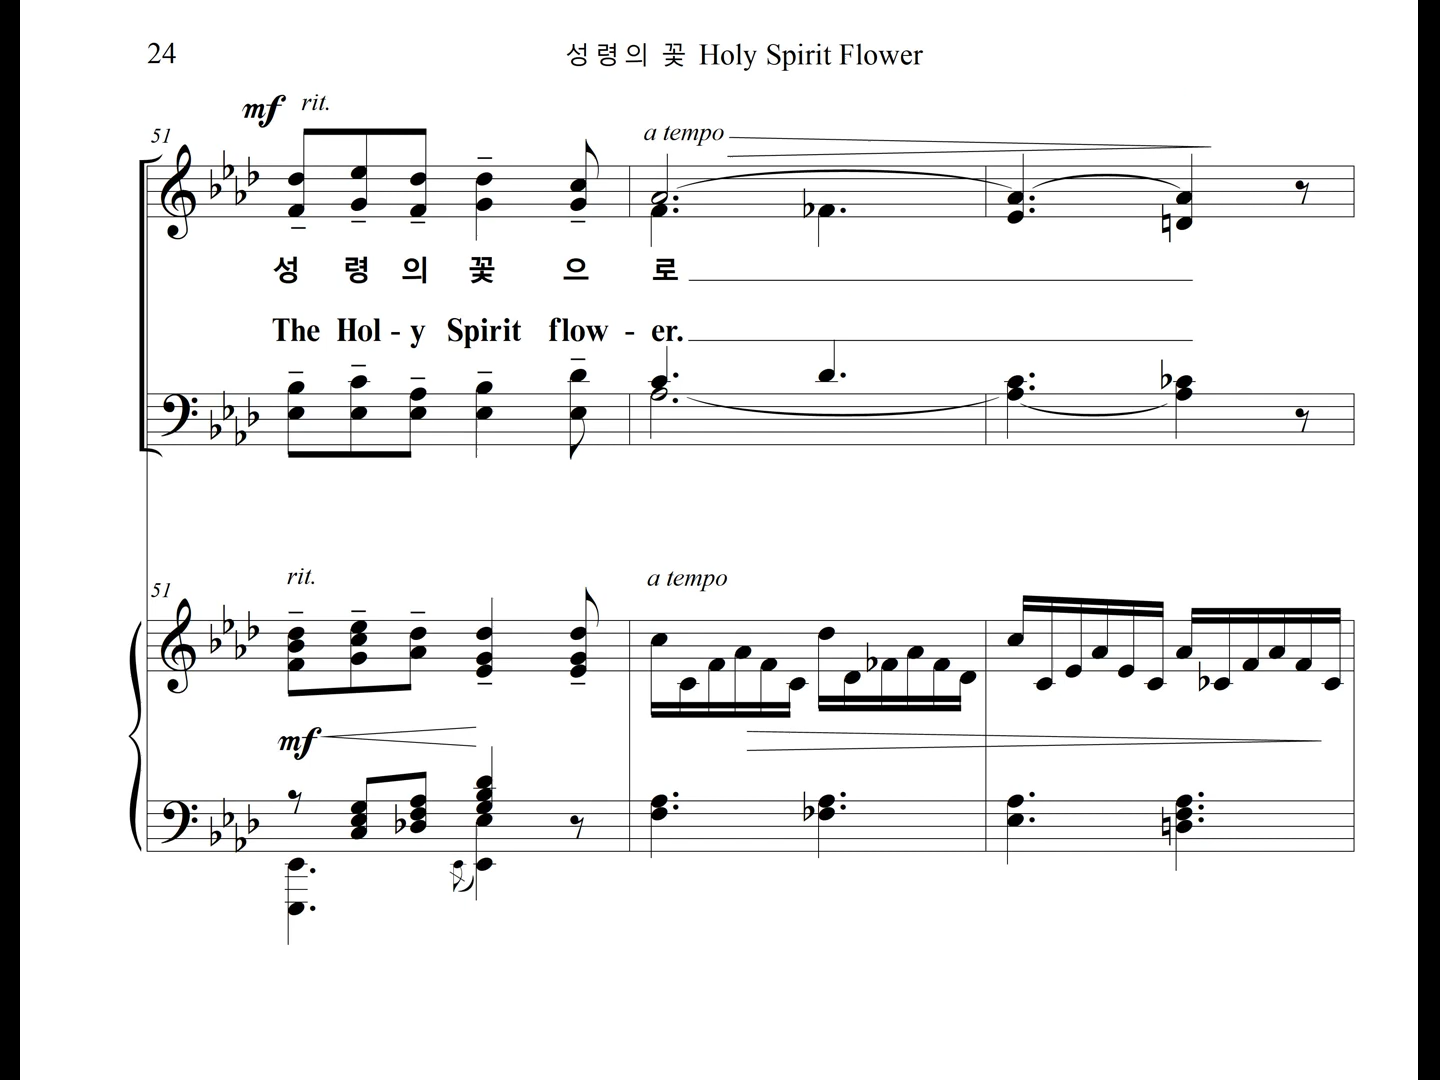 24
성령의 꽃 Holy Spirit Flower
mf rit.
51
a tempo
성 령 의 꽃 으 로
The Hol - y Spirit flow - er.
51
rit.
a tempo
mf